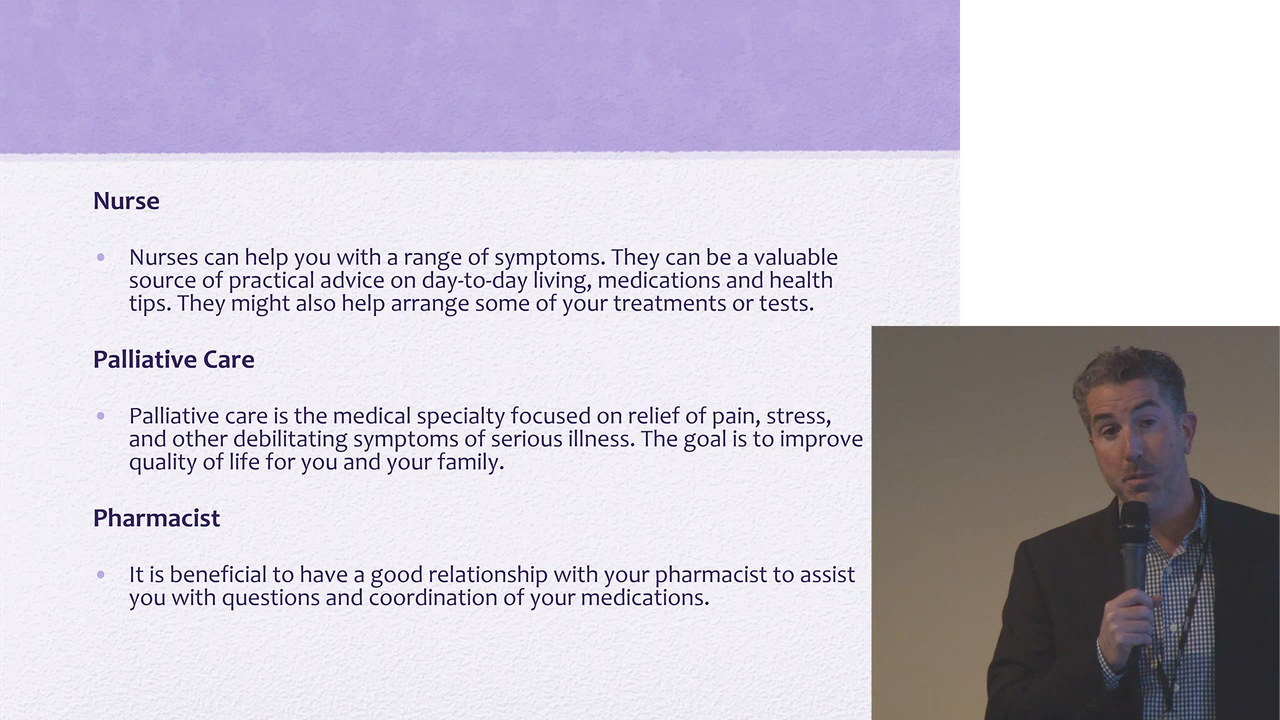 Nurse
Nurses can help you with a range of symptoms. They can be a valuable
source of practical advice on day-to-day living, medications and health
tips. They might also help arrange some of your treatments or tests.
Palliative Care
Palliative care is the medical specialty focused on relief of pain, stress,
and other debilitating symptoms of serious illness. The goal is to improve
quality of life for you and your family.
Pharmacist
It is beneficial to have a good relationship with your pharmacist to assist
you with questions and coordination of your medications.